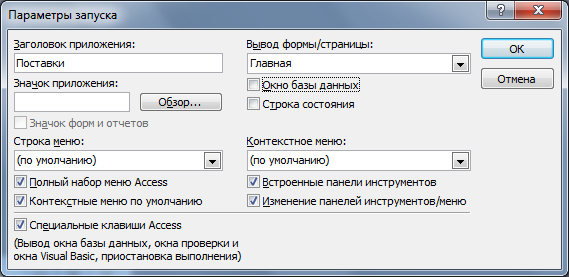 Параметры запуска
Заголовок приложения:
Поставки
Значок приложения:
Обзор...
Значок форм и отчетов
Вывод формы/страницы:
Главная
Окно базы данных
Строка состояния
ОК
Отмена
Строка меню:
(по умолчанию)
Контекстное меню:
(по умолчанию)
Полный набор меню Access
Контекстные меню по умолчанию
Встроенные панели инструментов
Изменение панелей инструментов/меню
Специальные клавиши Access
(Вывод окна базы данных, окна проверки и
окна Visual Basic, приостановка выполнения)